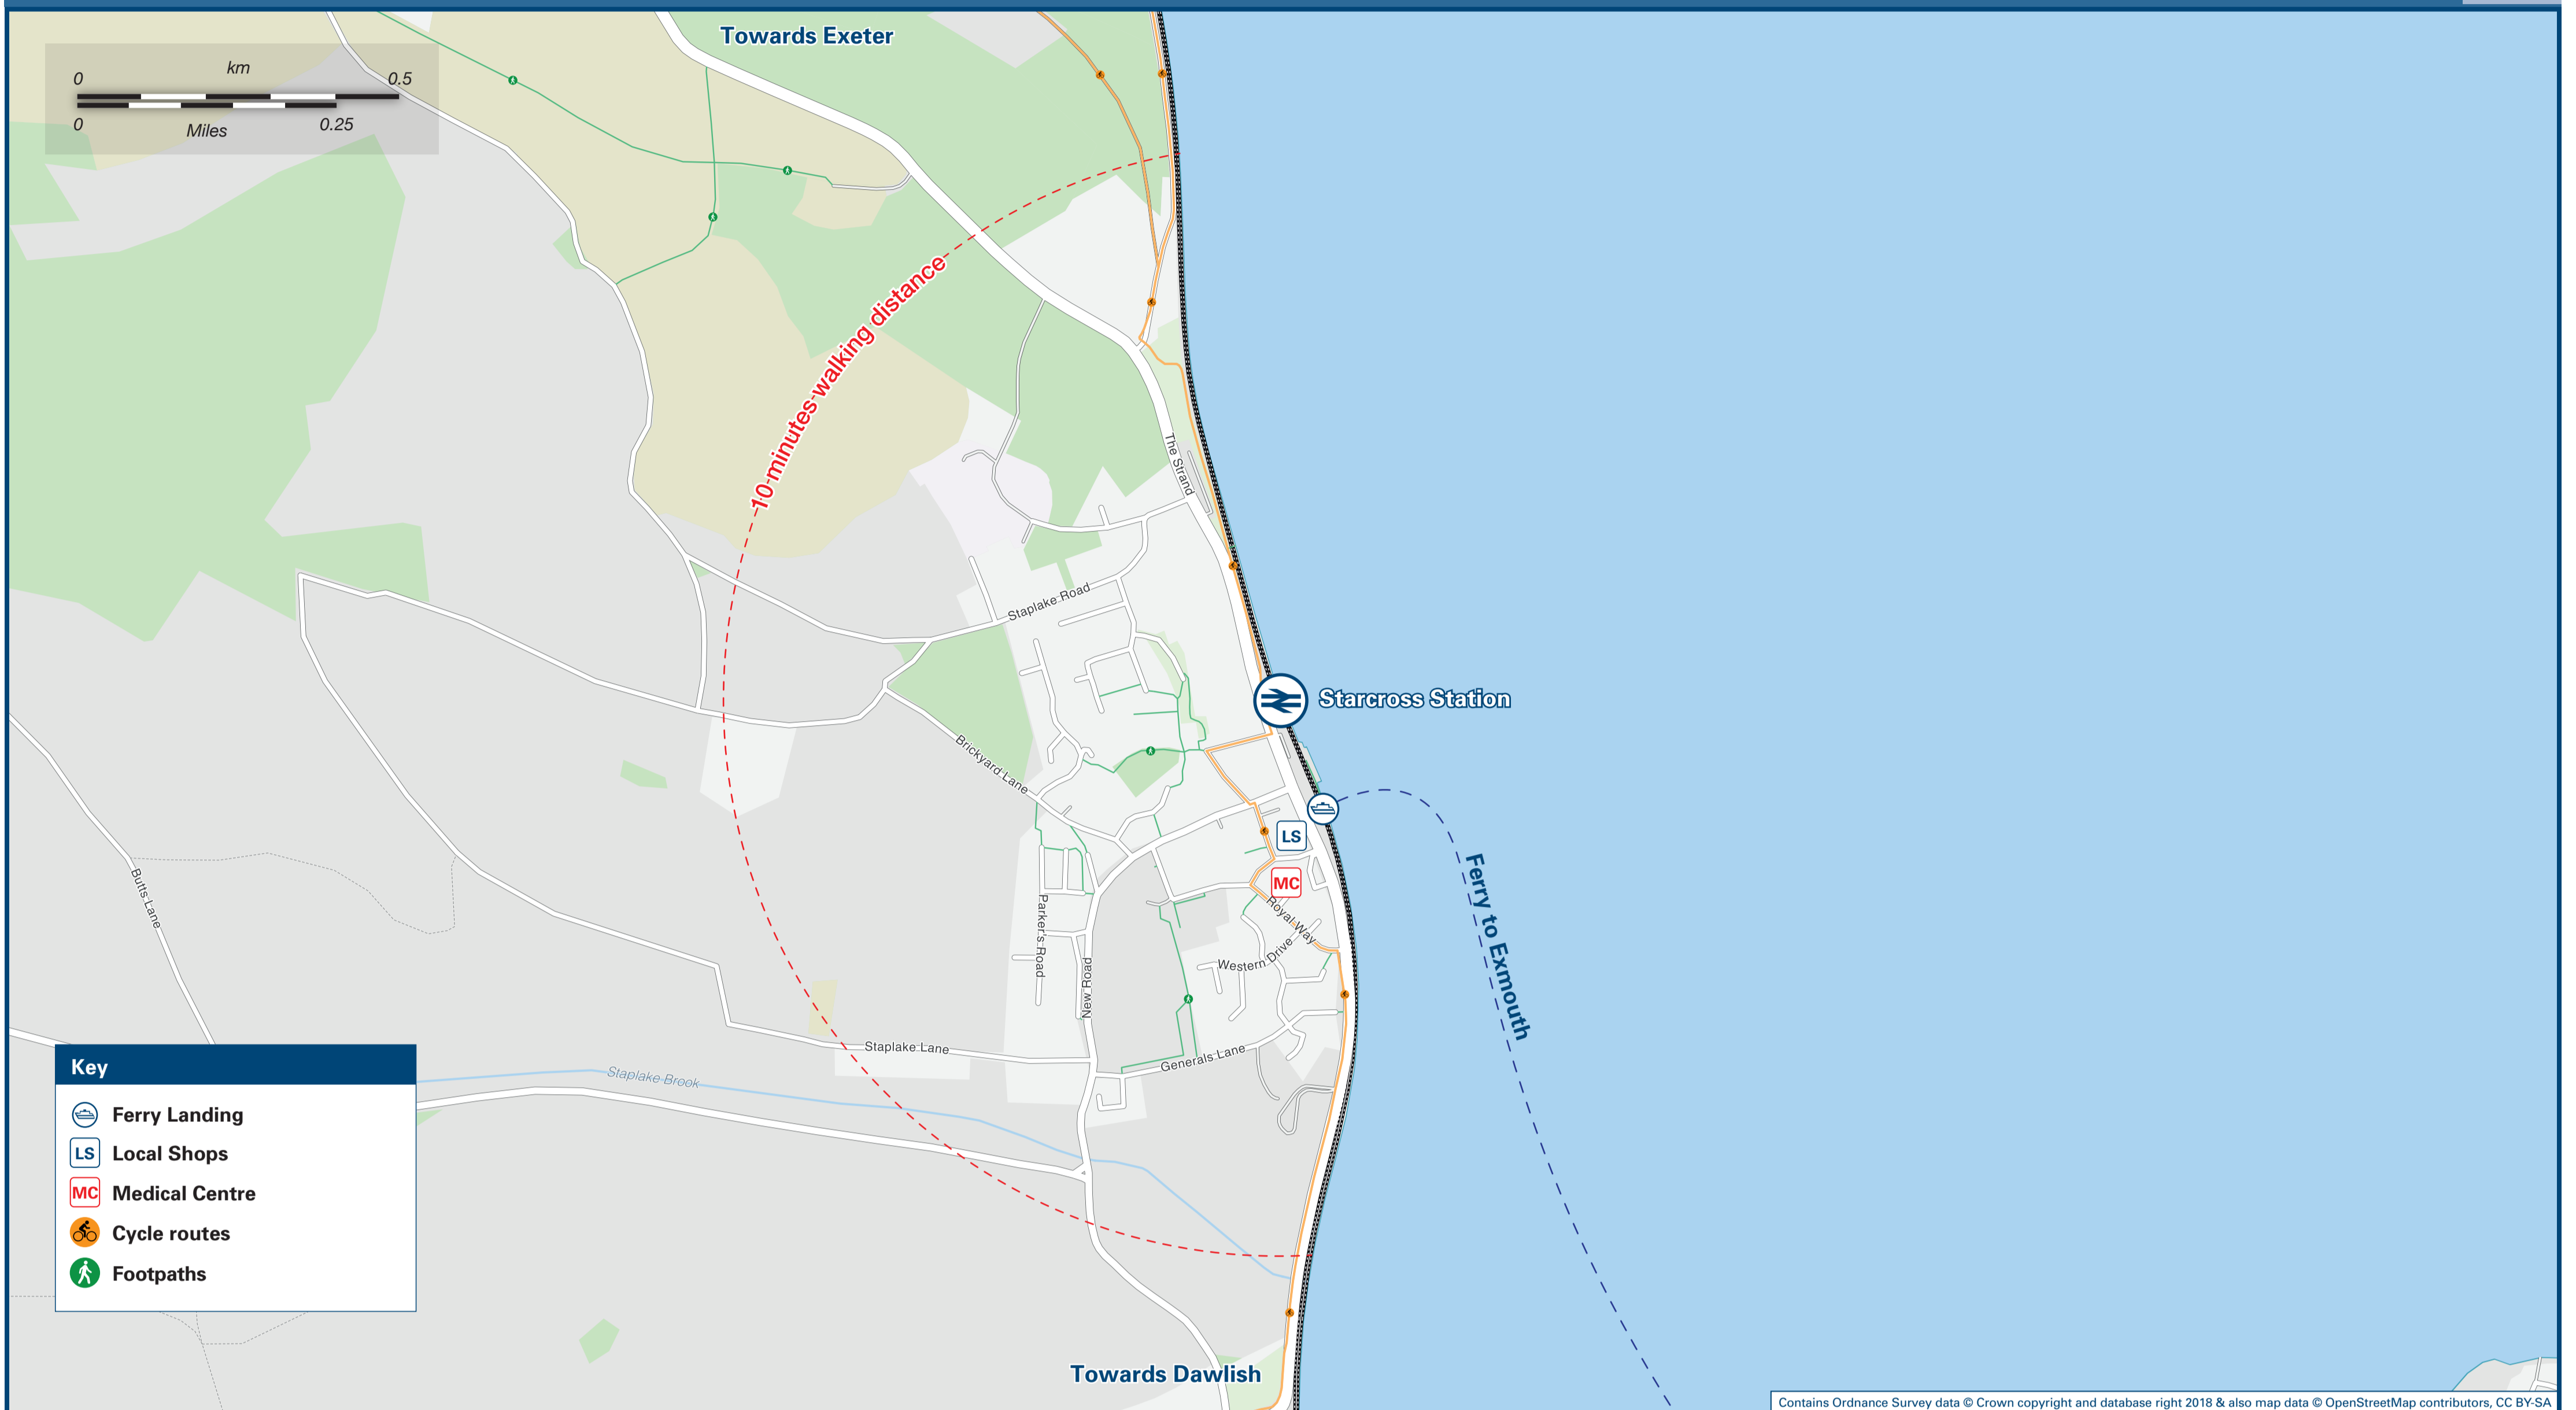 Towards Exeter
km
0 0.5
0 0.25
Miles
10 minutes walking distance
The Strand
Staplake Road
Starcross Station
Brickyard Lane
LS
MC
Ferry to Exmouth
Butts Lane
Parker's Road
Royal Way
Western Drive
New Road
Staplake Lane
Generals Lane
Staplake Brook
Key
Ferry Landing
LS Local Shops
MC Medical Centre
Cycle routes
Footpaths
Towards Dawlish
Contains Ordnance Survey data © Crown copyright and database right 2018 & also map data © OpenStreetMap contributors, CC BY-SA